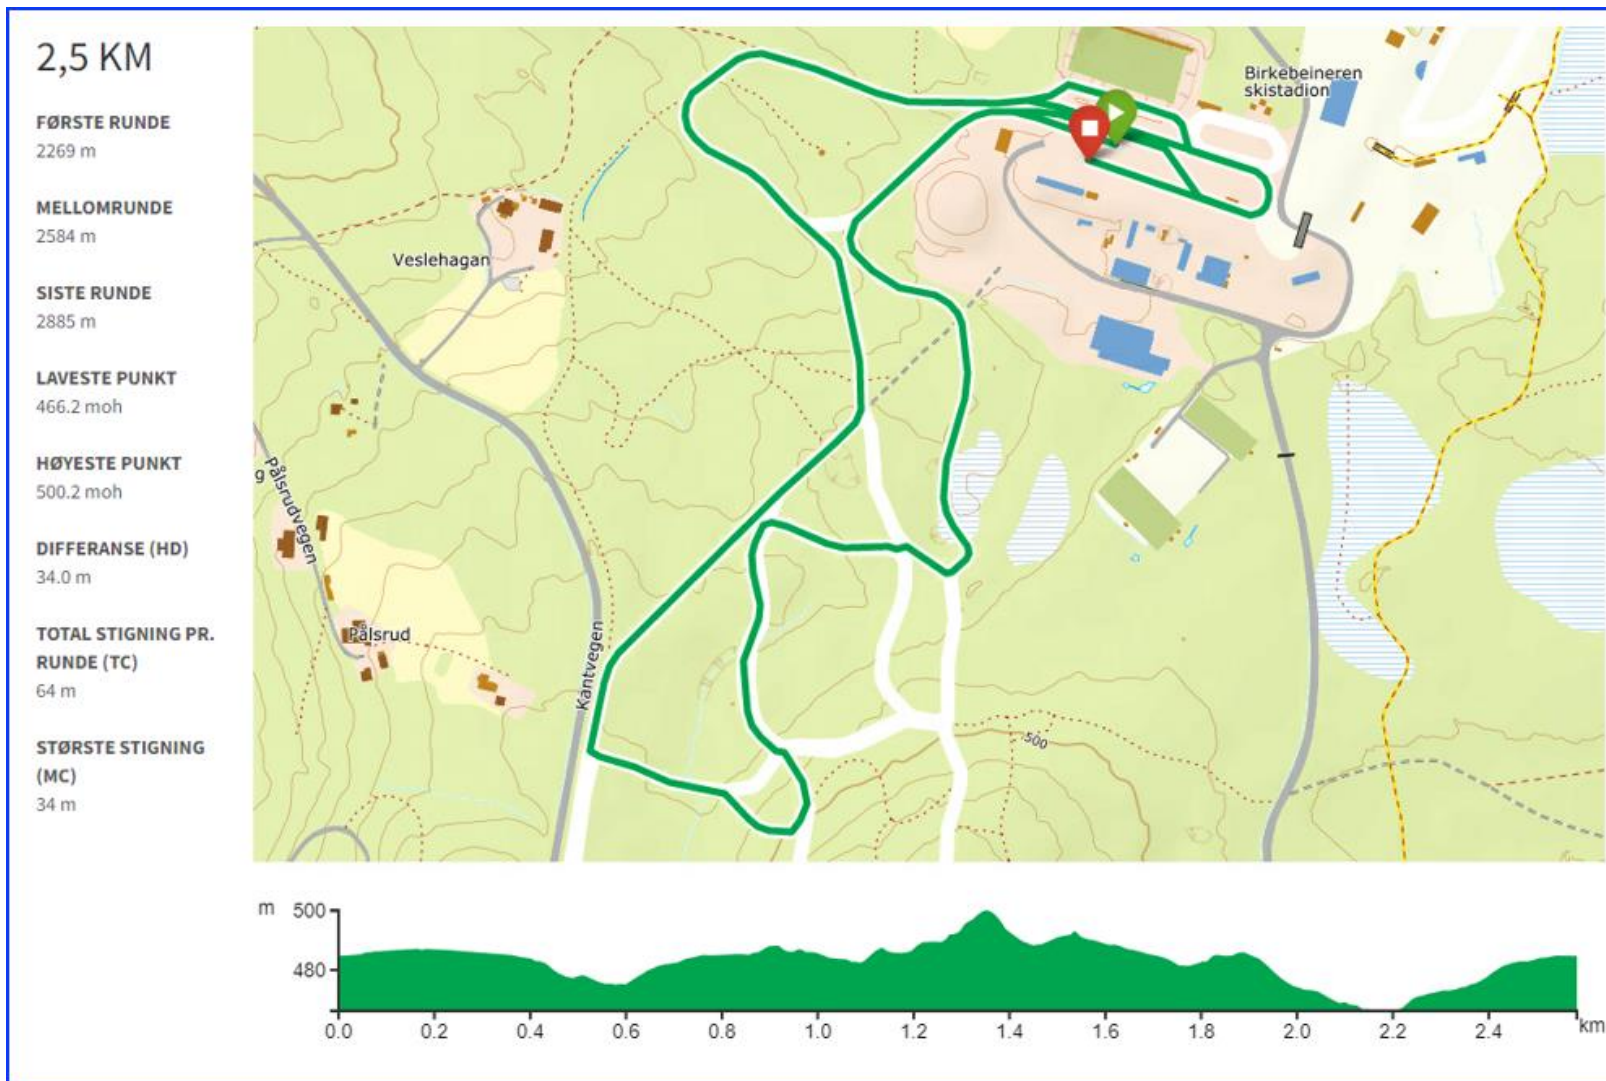 2,5 KM
FØRSTE RUNDE
2269 m
MELLOMRUNDE
2584 m
SISTE RUNDE
2885 m
LAVESTE PUNKT
466.2 moh
HØYESTE PUNKT
500.2 moh
DIFFERANSE (HD)
34.0 m
TOTAL STIGNING PR.
RUNDE (TC)
64 m
STØRSTE STIGNING
(MC)
34 m
Birkebeineren
skistadion
Veslehagan
g
Pålsrudvegen
Pålsrud
Kantvegen
500
m
500
480
0.0 0.2 0.4 0.6 0.8 1.0 1.2 1.4 1.6 1.8 2.0 2.2 2.4 km